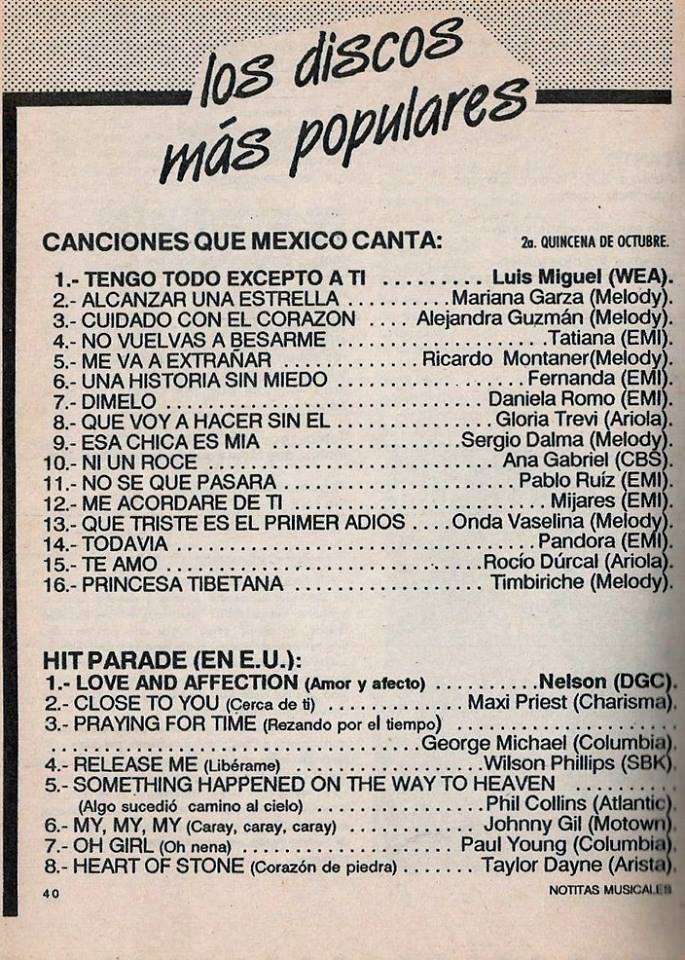 los discos
más populares
CANCIONES QUE MEXICO CANTA: 2a. QUINCENA DE OCTUBRE.
1.- TENGO TODO EXCEPTO A TI ......... Luis Miguel (WEA).
2.- ALCANZAR UNA ESTRELLA .......... Mariana Garza (Melody).
3.- CUIDADO CON EL CORAZON .... Alejandra Guzmán (Melody).
4.- NO VUELVAS A BESARME .................... Tatiana (EMI).
5.- ME VA A EXTRAÑAR .............. Ricardo Montaner(Melody).
6.- UNA HISTORIA SIN MIEDO .................. Fernanda (EMI).
7.- DIMELO ............................... Daniela Romo (EMI).
8.- QUE VOY A HACER SIN EL .............. Gloria Trevi (Ariola).
9.- ESA CHICA ES MIA ................. Sergio Dalma (Melody).
10.- NI UN ROCE ............................ Ana Gabriel (CBS).
11.- NO SE QUE PASARA .................... Pablo Ruíz (EMI).
12.- ME ACORDARE DE TI ...................... Mijares (EMI).
13.- QUE TRISTE ES EL PRIMER ADIOS .... Onda Vaselina (Melody).
14.- TODAVIA ................................. Pandora (EMI).
15.- TE AMO ............................ Rocío Dúrcal (Ariola).
16.- PRINCESA TIBETANA ................. Timbiriche (Melody).
HIT PARADE (EN E.U.):
1.- LOVE AND AFFECTION (Amor y afecto) .......... Nelson (DGC).
2.- CLOSE TO YOU (Cerca de ti) ............. Maxi Priest (Charisma).
3.- PRAYING FOR TIME (Rezando por el tiempo) ......................
................................... George Michael (Columbia).
4.- RELEASE ME (Libérame) .................. Wilson Phillips (SBK).
5.- SOMETHING HAPPENED ON THE WAY TO HEAVEN .........
(Algo sucedió camino al cielo) .............. Phil Collins (Atlantic).
6.- MY, MY, MY (Caray, caray, caray) ............ Johnny Gil (Motown).
7.- OH GIRL (Oh nena) ................... Paul Young (Columbia).
8.- HEART OF STONE (Corazón de piedra) ....... Taylor Dayne (Arista).
40 NOTITAS MUSICALES